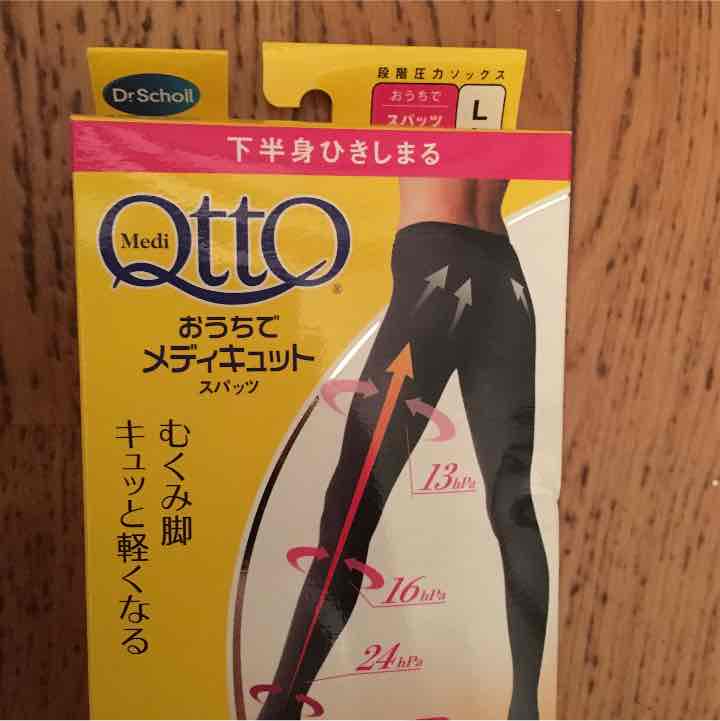 Dr.Scholl
段階圧力ソックス
おうちで
スパッツ
L
下半身ひきしまる
Medi
QttO
®
おうちで
メディキュット
スパッツ
むくみ脚
キュッと軽くなる
13hPa
16hPa
24hPa